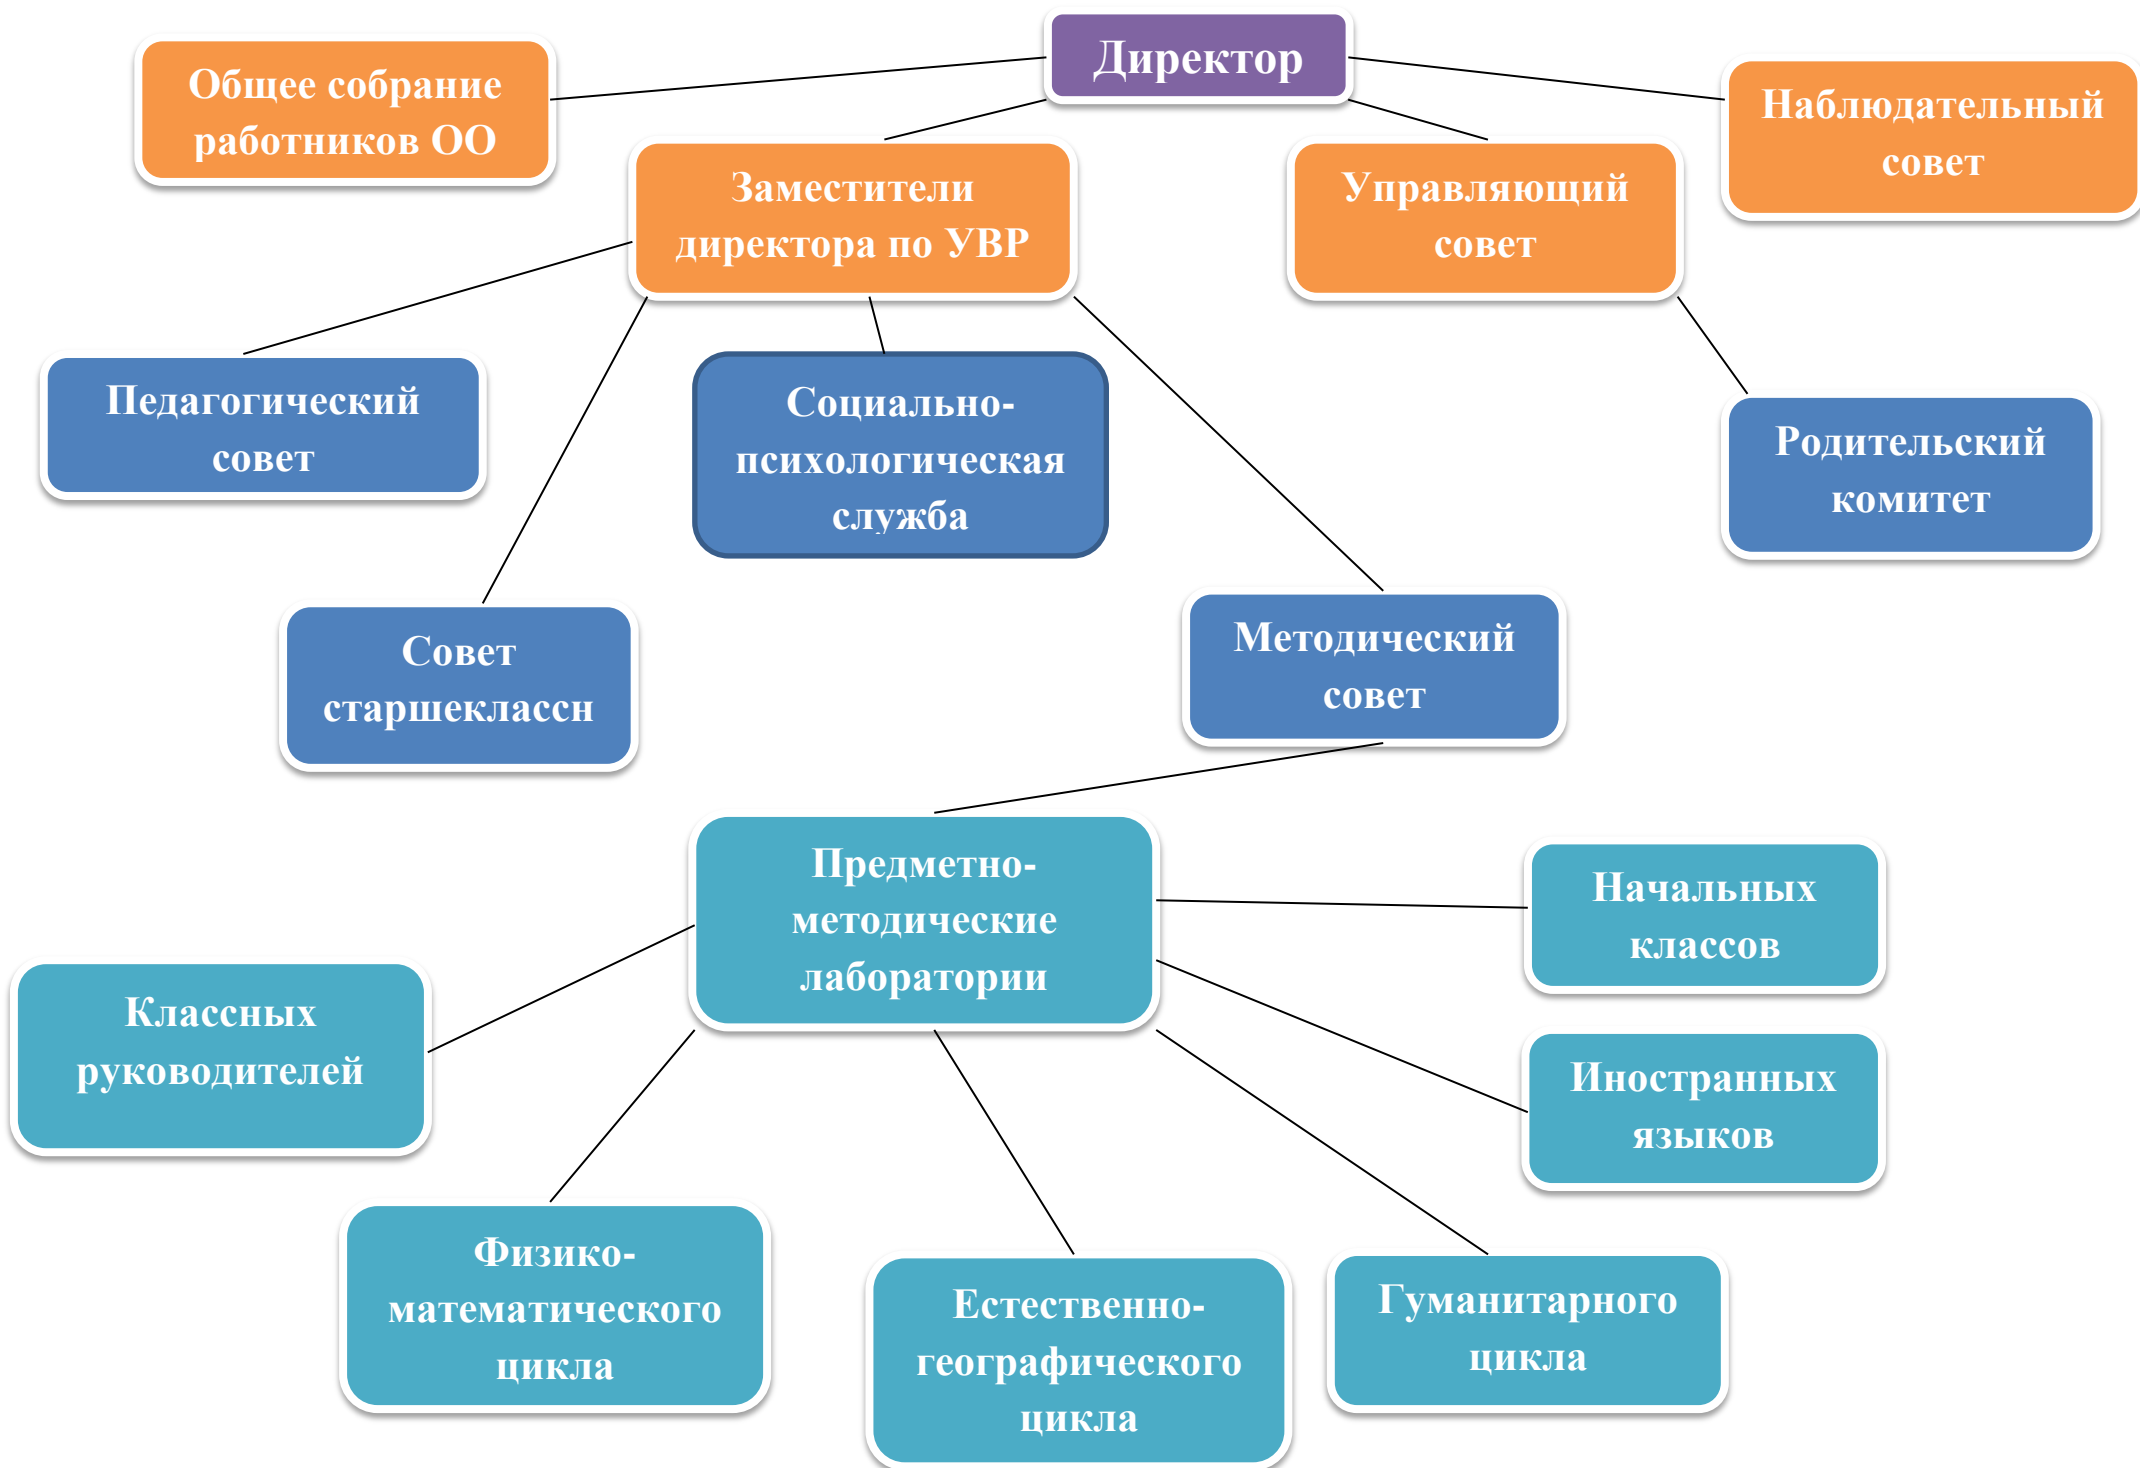 Директор
Общее собрание
работников ОО
Наблюдательный
совет
Заместители
директора по УВР
Управляющий
совет
Педагогический
совет
Социально-
психологическая
служба
Родительский
комитет
Совет
старшеклассн
Методический
совет
Предметно-
методические
лаборатории
Начальных
классов
Классных
руководителей
Иностранных
языков
Физико-
математического
цикла
Естественно-
географического
цикла
Гуманитарного
цикла